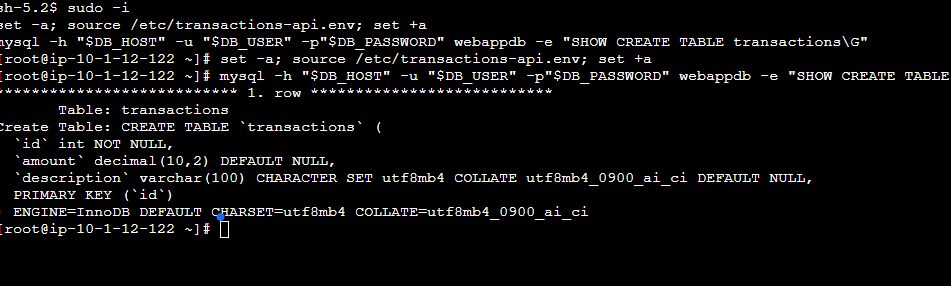 sh-5.2$ sudo -i
set -a; source /etc/transactions-api.env; set +a
mysql -h "$DB_HOST" -u "$DB_USER" -p"$DB_PASSWORD" webappdb -e "SHOW CREATE TABLE transactions\G"
[root@ip-10-1-12-122 ~]# set -a; source /etc/transactions-api.env; set +a
[root@ip-10-1-12-122 ~]# mysql -h "$DB_HOST" -u "$DB_USER" -p"$DB_PASSWORD" webappdb -e "SHOW CREATE TABLE
*************************** 1. row ***************************
Table: transactions
Create Table: CREATE TABLE `transactions` (
`id` int NOT NULL,
`amount` decimal(10,2) DEFAULT NULL,
`description` varchar(100) CHARACTER SET utf8mb4 COLLATE utf8mb4_0900_ai_ci DEFAULT NULL,
PRIMARY KEY (`id`)
ENGINE=InnoDB DEFAULT CHARSET=utf8mb4 COLLATE=utf8mb4_0900_ai_ci
[root@ip-10-1-12-122 ~]#